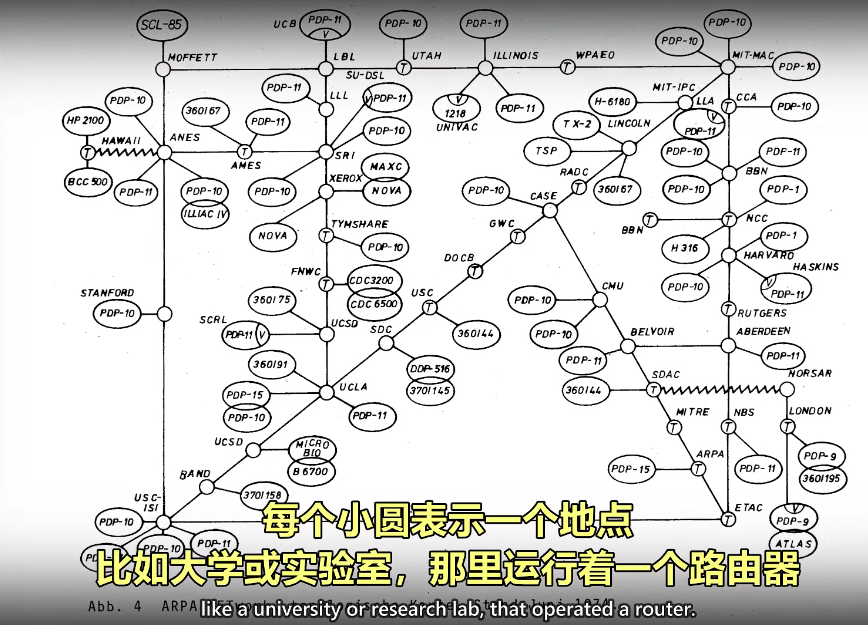 SCL-85
UCB
PDP-11
V
PDP-10
PDP-11
PDP-10
PDP-10
MOFFETT
LBL
T
UTAH
ILLINOIS
T
WPAEO
MIT-MAC
PDP-10
SU-DSL
PDP-11
LLL
V
PDP-11
V
1218
UNIVAC
PDP-11
MIT-IPC
H-6180
LLA
T
CCA
PDP-10
V
PDP-11
HP 2100
PDP-10
360/67
PDP-11
PDP-10
TX-2
LINCOLN
TSP
PDP-10
PDP-11
HAWAII
T
ANES
T
AMES
SRI
MAXC
RADC
T
360/67
PDP-10
BBN
BCC 500
PDP-11
PDP-10
ILLIAC IV
PDP-10
XEROX
NOVA
PDP-10
CASE
PDP-1
NOVA
TYMSHARE
T
PDP-10
GWC
T
BBN
T
T
NCC
H 316
PDP-1
HARVARD
HASKINS
V
PDP-11
PDP-10
DOCB
T
FNWC
T
CDC3200
CDC 6500
STANFORD
PDP-10
360/75
USC
T
PDP-10
CMU
T
RUTGERS
SCRL
PDP-11
V
UCSD
SDC
360/44
PDP-10
BELVOIR
ABERDEEN
PDP-11
PDP-11
360/91
DDP-516
370/145
SDAC
T
360/44
NORSAR
PDP-15
PDP-10
UCLA
PDP-11
MITRE
T
NBS
T
LONDON
T
UCSD
MICRO
BIO
B 6700
PDP-15
ARPA
T
PDP-11
PDP-9
360/195
RAND
370/158
USC-
ISI
PDP-10
PDP-10
PDP-11
ETAC
T
V
PDP-9
ATLAS
每个小圆表示一个地点
比如大学或实验室，那里运行着一个路由器
Abb. 4 ARPA
like a university or research lab, that operated a router.